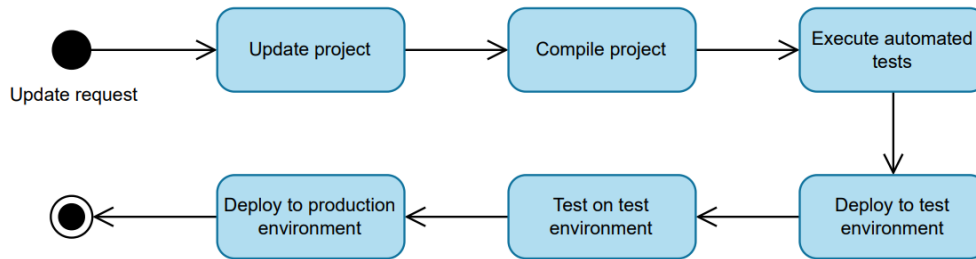 Update project
Compile project
Execute automated
tests
Update request
Deploy to production
environment
Test on test
environment
Deploy to test
environment